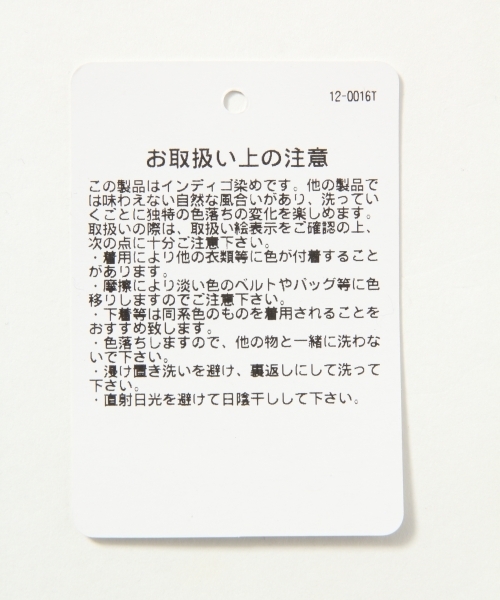 12-0016T
お取扱い上の注意
この製品はインディゴ染めです。他の製品で
は味わえない自然な風合いがあり、洗ってい
くごとに独特の色落ちの変化を楽しめます。
取扱いの際は、取扱い絵表示をご確認の上、
次の点に十分ご注意下さい。
・着用により他の衣類等に色が付着すること
があります。
・摩擦により淡い色のベルトやバッグ等に色
移りしますのでご注意下さい。
・下着等は同系色のものを着用されることを
おすすめ致します。
・色落ちしますので、他の物と一緒に洗わな
いで下さい。
・浸け置き洗いを避け、裏返しにして洗って
下さい。
・直射日光を避けて日陰干しして下さい。